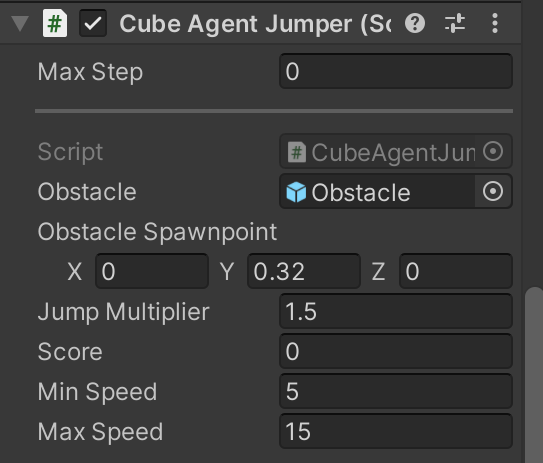 Cube Agent Jumper (Sc
Max Step 0
Script CubeAgentJum
Obstacle Obstacle
Obstacle Spawnpoint
X 0 Y 0.32 Z 0
Jump Multiplier 1.5
Score 0
Min Speed 5
Max Speed 15